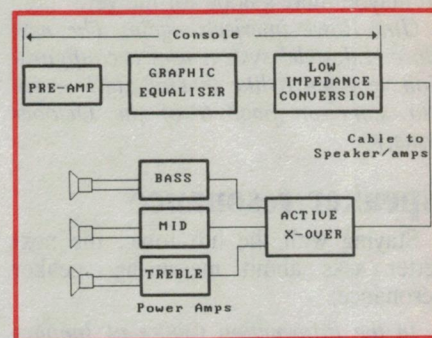 Console
PRE-AMP
GRAPHIC
EQUALISER
LOW
IMPEDANCE
CONVERSION
Cable to
Speaker/amps
BASS
MID
TREBLE
ACTIVE
X-OVER
Power Amps